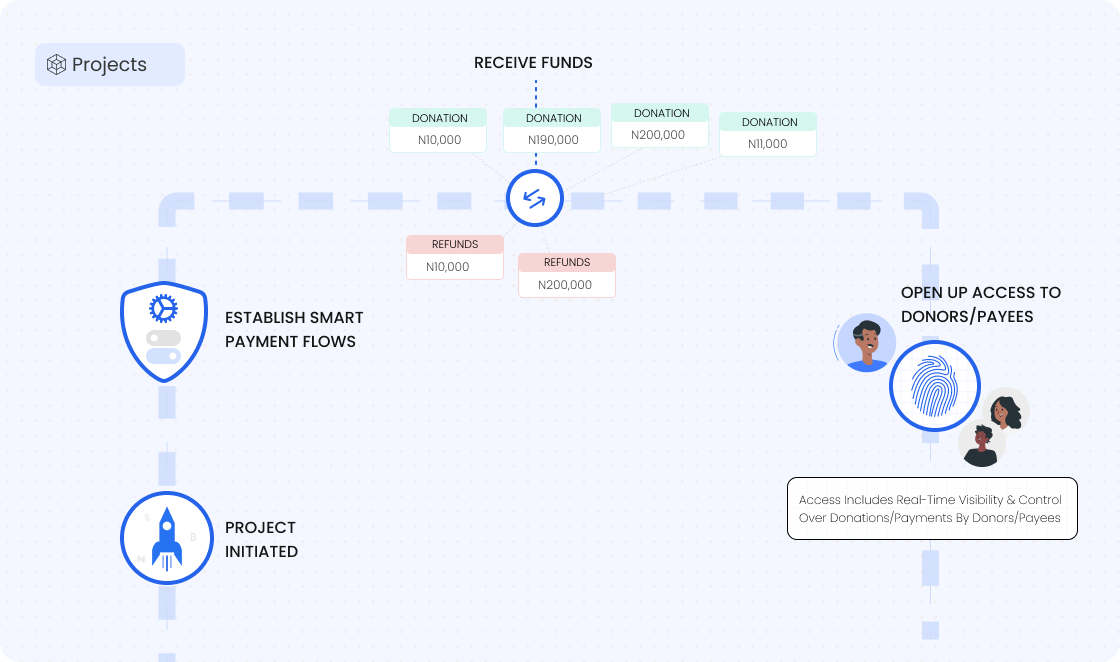 Projects
RECEIVE FUNDS
DONATION
N10,000
DONATION
N190,000
DONATION
N200,000
DONATION
N11,000
REFUNDS
N10,000
REFUNDS
N200,000
ESTABLISH SMART
PAYMENT FLOWS
OPEN UP ACCESS TO
DONORS/PAYEES
Access Includes Real-Time Visibility & Control
Over Donations/Payments By Donors/Payees
PROJECT
INITIATED